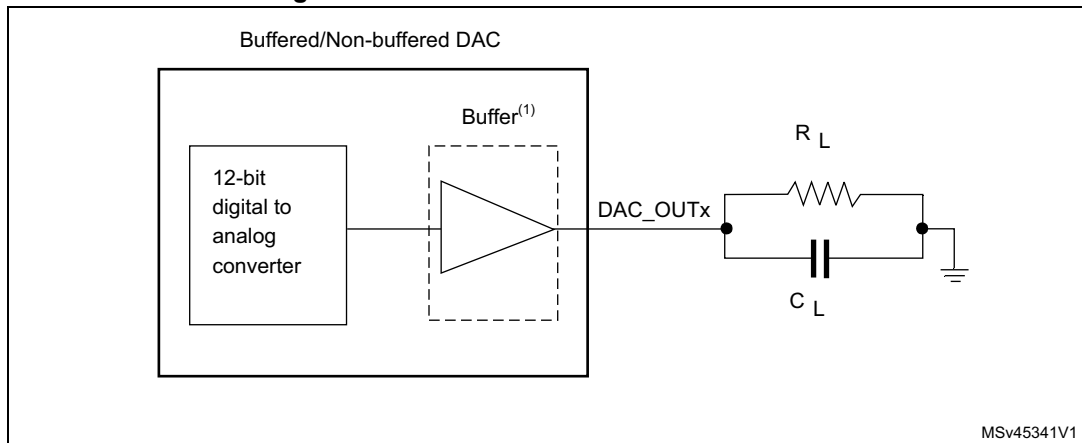 g
Buffered/Non-buffered DAC
Buffer(1)
12-bit
digital to
analog
converter
DAC_OUTx
R L
C L
MSv45341V1